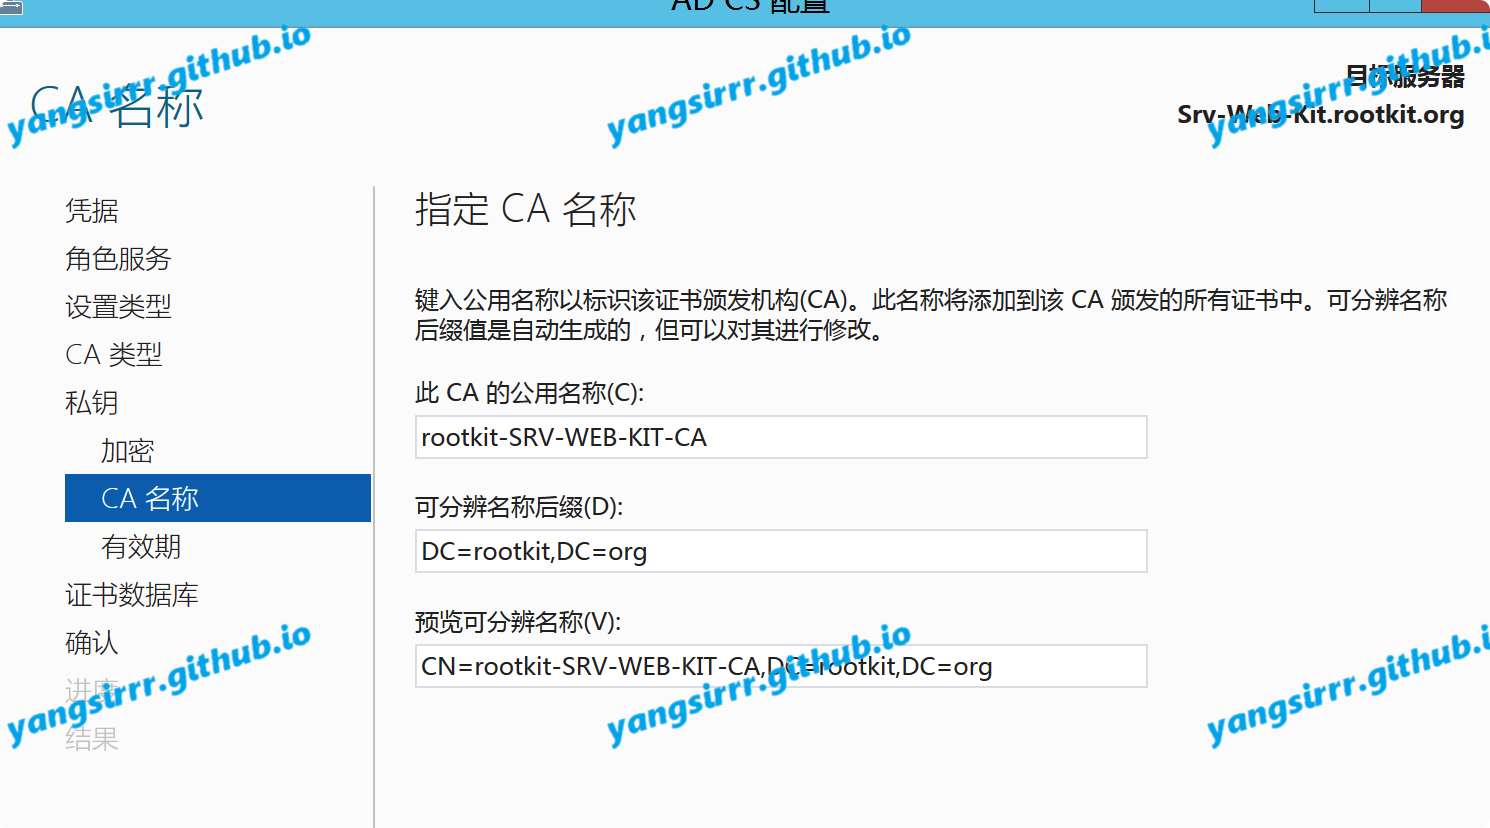 AD CS 配置
CA 名称
目标服务器
Srv-Web-Kit.rootkit.org
凭据
角色服务
设置类型
CA 类型
私钥
加密
CA 名称
有效期
证书数据库
确认
进度
结果
指定 CA 名称
键入公用名称以标识该证书颁发机构(CA)。此名称将添加到该 CA 颁发的所有证书中。可分辨名称
后缀值是自动生成的，但可以对其进行修改。
此 CA 的公用名称(C):
rootkit-SRV-WEB-KIT-CA
可分辨名称后缀(D):
DC=rootkit,DC=org
预览可分辨名称(V):
CN=rootkit-SRV-WEB-KIT-CA,DC=rootkit,DC=org
yangsirrr.github.io
yangsirrr.github.io
yangsirrr.github.io
yangsirrr.github.io
yangsirrr.github.io
yangsirrr.github.io